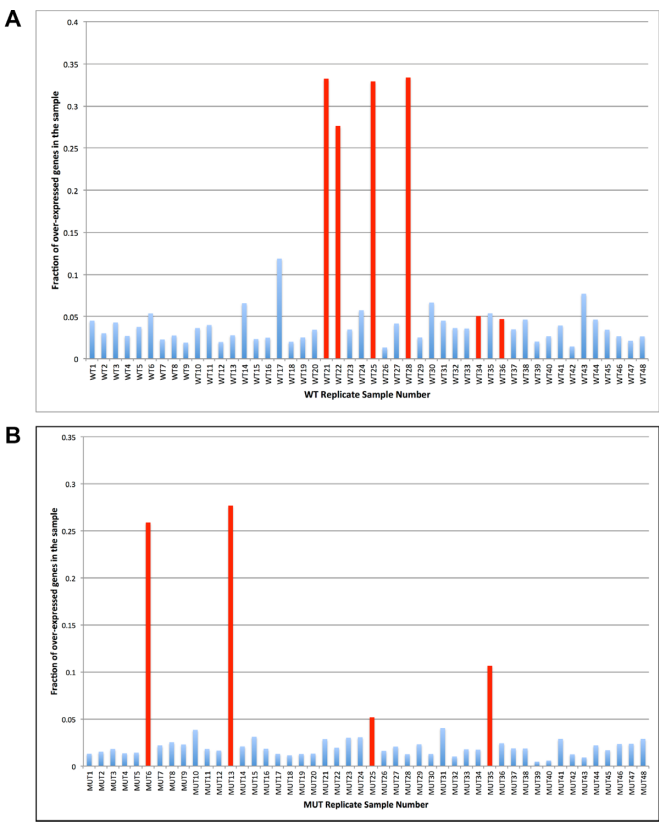 A
0.4
0.35
0.3
0.25
0.2
0.15
0.1
0.05
0
Fraction of over-expressed genes in the sample
WT1 WT2 WT3 WT4 WT5 WT6 WT7 WT8 WT9 WT10 WT11 WT12 WT13 WT14 WT15 WT16 WT17 WT18 WT19 WT20 WT21 WT22 WT23 WT24 WT25 WT26 WT27 WT28 WT29 WT30 WT31 WT32 WT33 WT34 WT35 WT36 WT37 WT38 WT39 WT40 WT41 WT42 WT43 WT44 WT45 WT46 WT47 WT48
WT Replicate Sample Number
B
0.35
0.3
0.25
0.2
0.15
0.1
0.05
0
Fraction of over-expressed genes in the sample
MUT1 MUT2 MUT3 MUT4 MUT5 MUT6 MUT7 MUT8 MUT9 MUT10 MUT11 MUT12 MUT13 MUT14 MUT15 MUT16 MUT17 MUT18 MUT19 MUT20 MUT21 MUT22 MUT23 MUT24 MUT25 MUT26 MUT27 MUT28 MUT29 MUT30 MUT31 MUT32 MUT33 MUT34 MUT35 MUT36 MUT37 MUT38 MUT39 MUT40 MUT41 MUT42 MUT43 MUT44 MUT45 MUT46 MUT47 MUT48
MUT Replicate Sample Number